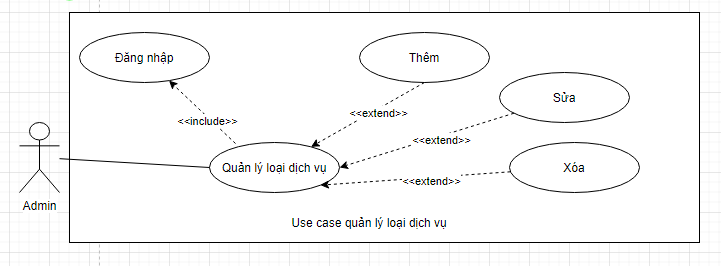 Đăng nhập
Thêm
Sửa
<<extend>>
<<include>>
<<extend>>
Quản lý loại dịch vụ
Xóa
<<extend>>
Admin
Use case quản lý loại dịch vụ